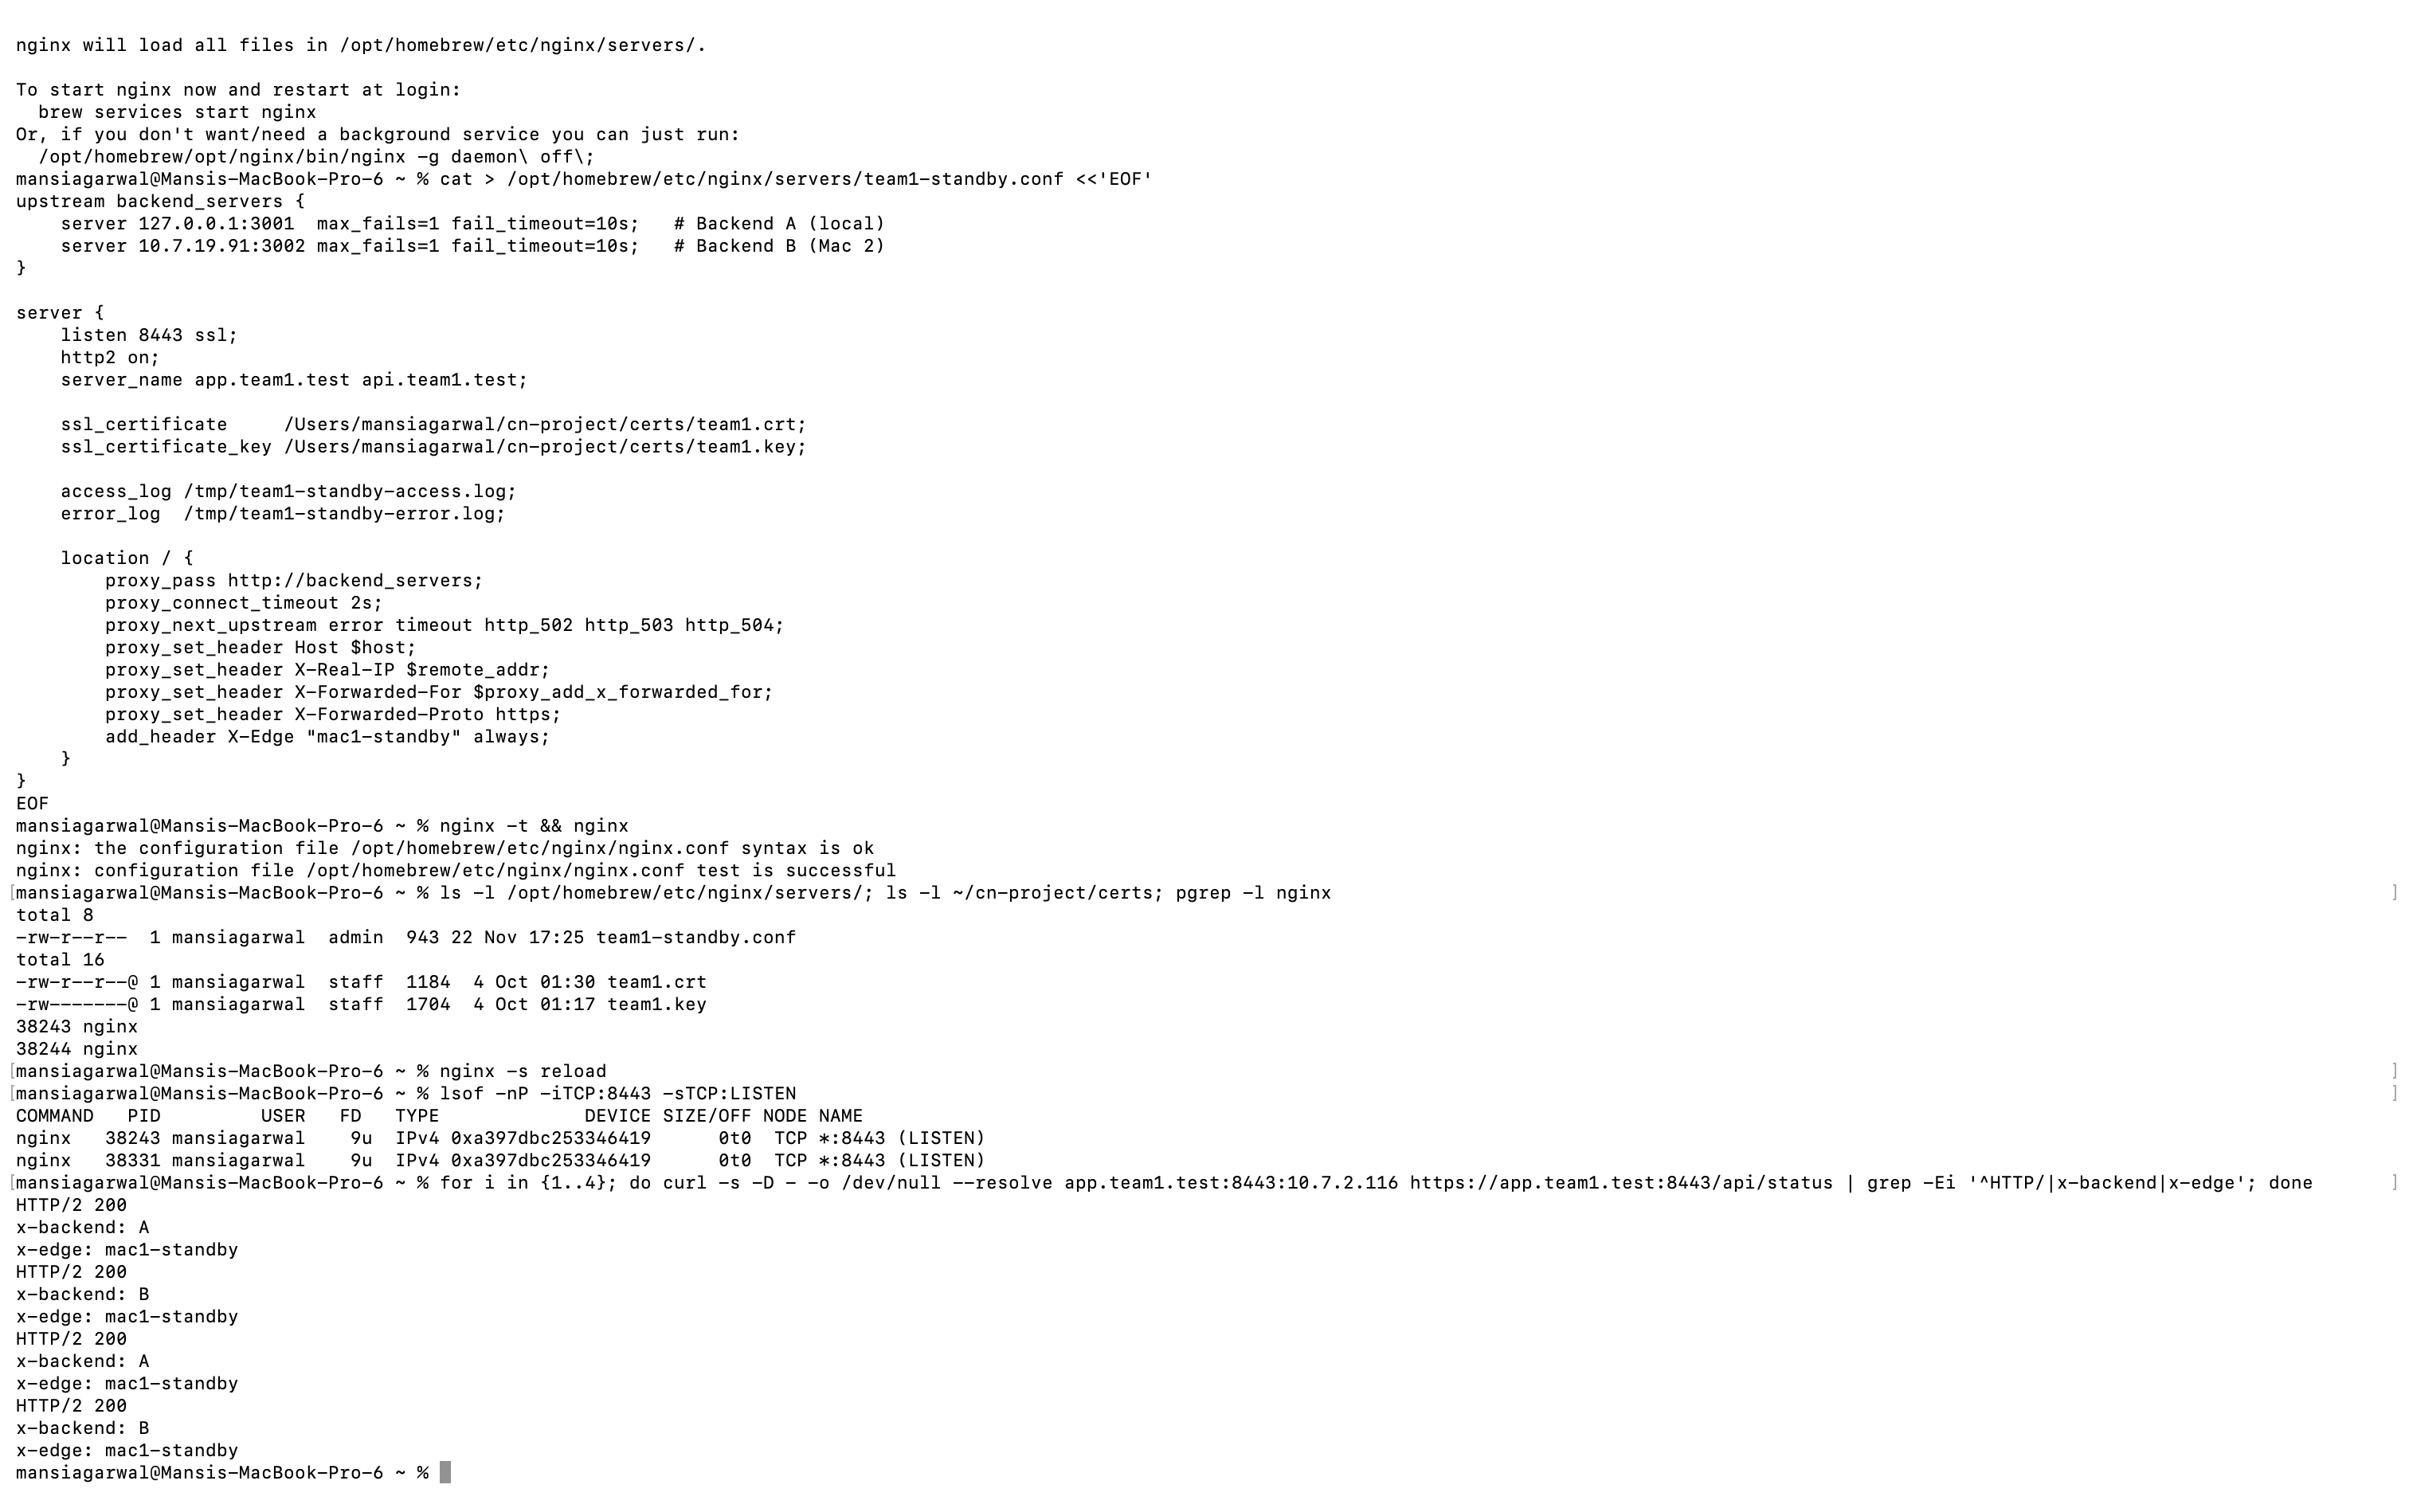 nginx will load all files in /opt/homebrew/etc/nginx/servers/.

To start nginx now and restart at login:
  brew services start nginx
Or, if you don't want/need a background service you can just run:
  /opt/homebrew/opt/nginx/bin/nginx -g daemon\ off\;
mansiagarwal@Mansis-MacBook-Pro-6 ~ % cat > /opt/homebrew/etc/nginx/servers/team1-standby.conf <<'EOF'
upstream backend_servers {
    server 127.0.0.1:3001  max_fails=1 fail_timeout=10s;   # Backend A (local)
    server 10.7.19.91:3002 max_fails=1 fail_timeout=10s;   # Backend B (Mac 2)
}

server {
    listen 8443 ssl;
    http2 on;
    server_name app.team1.test api.team1.test;

    ssl_certificate     /Users/mansiagarwal/cn-project/certs/team1.crt;
    ssl_certificate_key /Users/mansiagarwal/cn-project/certs/team1.key;

    access_log /tmp/team1-standby-access.log;
    error_log  /tmp/team1-standby-error.log;

    location / {
        proxy_pass http://backend_servers;
        proxy_connect_timeout 2s;
        proxy_next_upstream error timeout http_502 http_503 http_504;
        proxy_set_header Host $host;
        proxy_set_header X-Real-IP $remote_addr;
        proxy_set_header X-Forwarded-For $proxy_add_x_forwarded_for;
        proxy_set_header X-Forwarded-Proto https;
        add_header X-Edge "mac1-standby" always;
    }
}
EOF
mansiagarwal@Mansis-MacBook-Pro-6 ~ % nginx -t && nginx
nginx: the configuration file /opt/homebrew/etc/nginx/nginx.conf syntax is ok
nginx: configuration file /opt/homebrew/etc/nginx/nginx.conf test is successful
[mansiagarwal@Mansis-MacBook-Pro-6 ~ % ls -l /opt/homebrew/etc/nginx/servers/; ls -l ~/cn-project/certs; pgrep -l nginx ]
total 8
-rw-r--r--  1 mansiagarwal  admin  943 22 Nov 17:25 team1-standby.conf
total 16
-rw-r--r--@ 1 mansiagarwal  staff  1184  4 Oct 01:30 team1.crt
-rw-------@ 1 mansiagarwal  staff  1704  4 Oct 01:17 team1.key
38243 nginx
38244 nginx
[mansiagarwal@Mansis-MacBook-Pro-6 ~ % nginx -s reload ]
[mansiagarwal@Mansis-MacBook-Pro-6 ~ % lsof -nP -iTCP:8443 -sTCP:LISTEN ]
COMMAND   PID         USER   FD   TYPE             DEVICE SIZE/OFF NODE NAME
nginx   38243 mansiagarwal    9u  IPv4 0xa397dbc253346419      0t0  TCP *:8443 (LISTEN)
nginx   38331 mansiagarwal    9u  IPv4 0xa397dbc253346419      0t0  TCP *:8443 (LISTEN)
[mansiagarwal@Mansis-MacBook-Pro-6 ~ % for i in {1..4}; do curl -s -D - -o /dev/null --resolve app.team1.test:8443:10.7.2.116 https://app.team1.test:8443/api/status | grep -Ei '^HTTP/|x-backend|x-edge'; done ]
HTTP/2 200
x-backend: A
x-edge: mac1-standby
HTTP/2 200
x-backend: B
x-edge: mac1-standby
HTTP/2 200
x-backend: A
x-edge: mac1-standby
HTTP/2 200
x-backend: B
x-edge: mac1-standby
mansiagarwal@Mansis-MacBook-Pro-6 ~ %